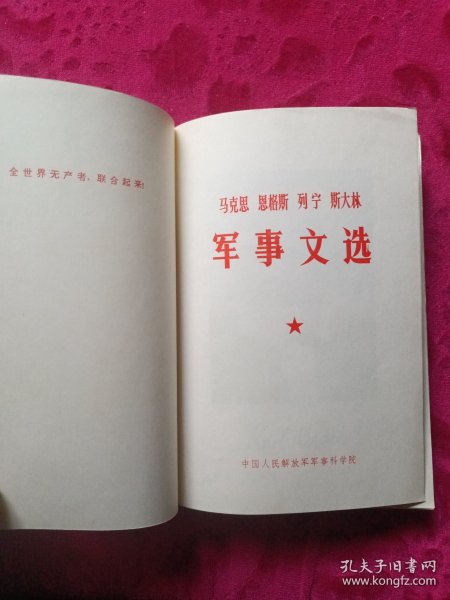 全世界无产者，联合起来！
马克思 恩格斯 列宁 斯大林
军事文选
中国人民解放军军事科学院
孔夫子旧书网
www.kongfz.com